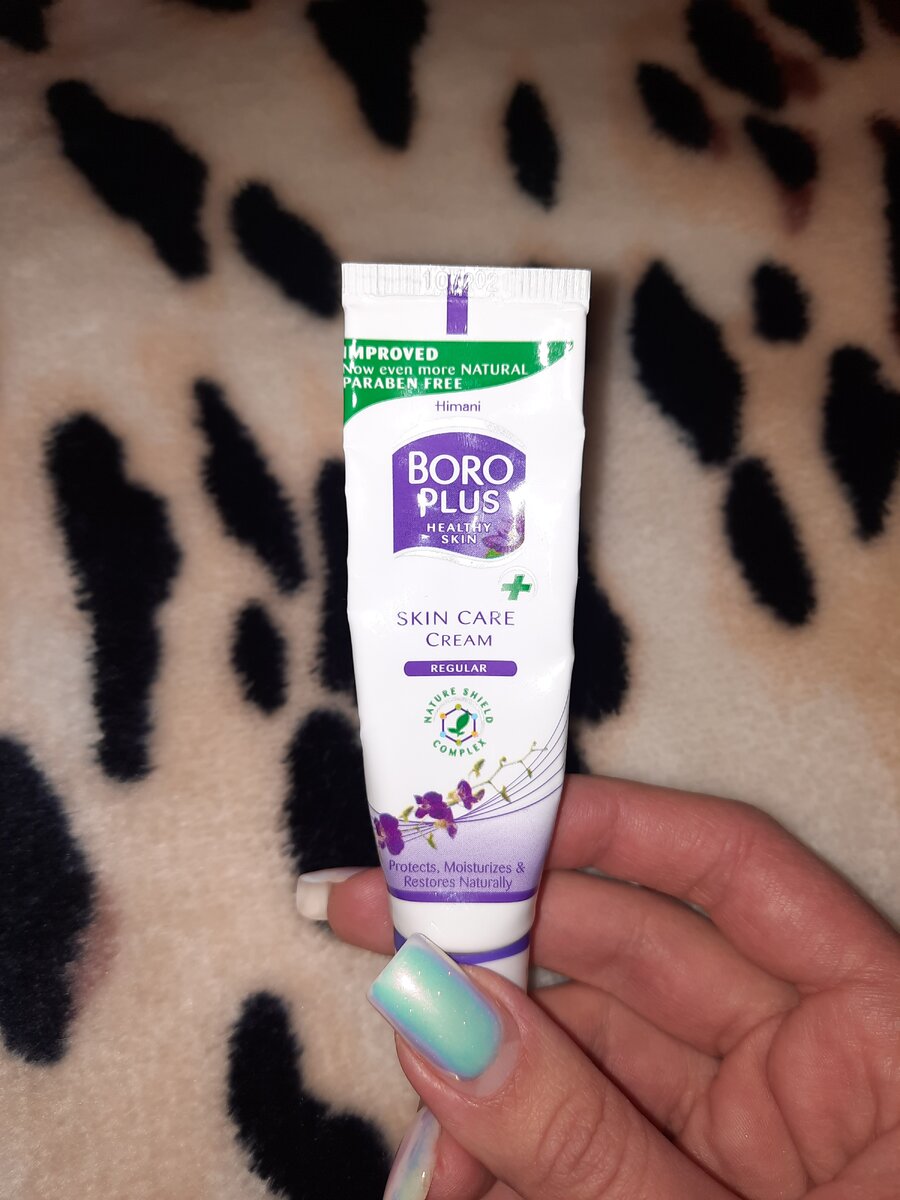 IMPROVED
Now even more NATURAL
PARABEN FREE
Himani
BORO
PLUS
HEALTHY
SKIN
SKIN CARE
CREAM
REGULAR
NATURE SHIELD
COMPLEX
Protects, Moisturizes &
Restores Naturally